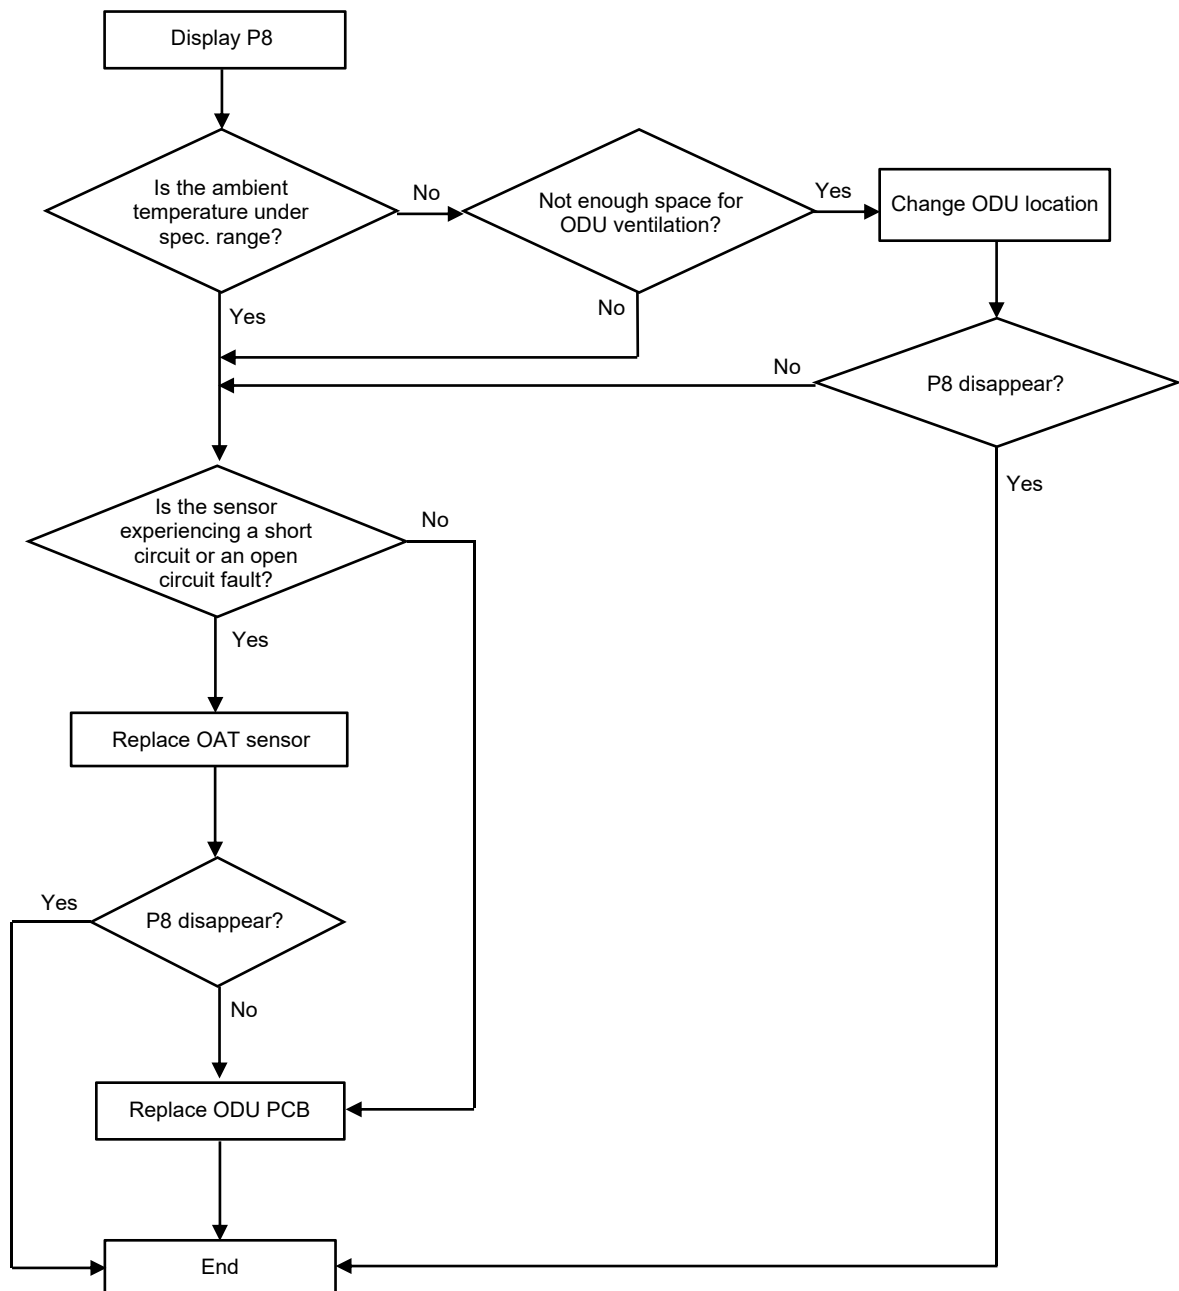 Display P8
Is the ambient
temperature under
spec. range?
No
Not enough space for
ODU ventilation?
Yes
Change ODU location
Yes
No
No
P8 disappear?
Yes
Is the sensor
experiencing a short
circuit or an open
circuit fault?
No
Yes
Replace OAT sensor
Yes
P8 disappear?
No
Replace ODU PCB
End